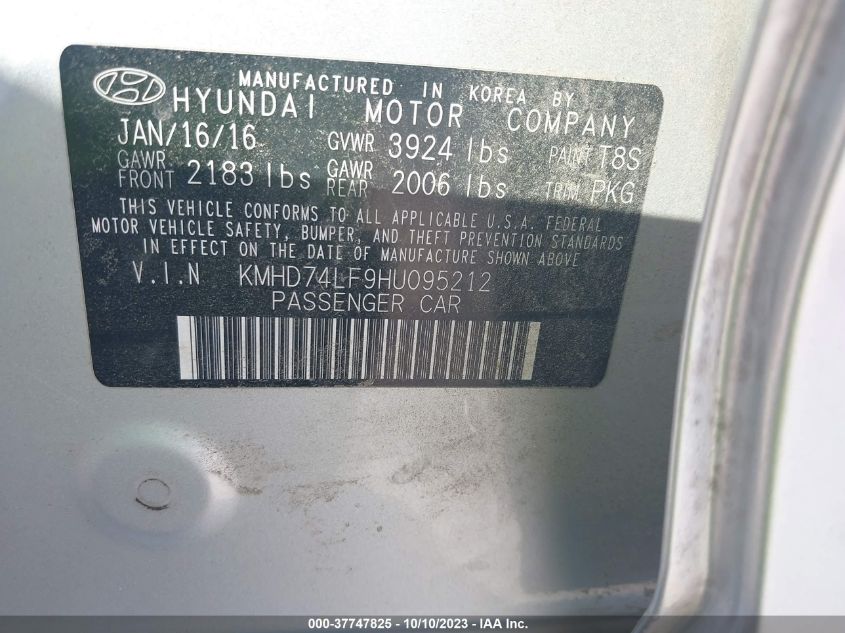 MANUFACTURED IN KOREA BY
HYUNDAI MOTOR COMPANY
JAN/16/16 GVWR 3924 lbs PAINT T8S
GAWR FRONT 2183 lbs GAWR REAR 2006 lbs TRIM PKG
THIS VEHICLE CONFORMS TO ALL APPLICABLE U.S.A. FEDERAL
MOTOR VEHICLE SAFETY, BUMPER, AND THEFT PREVENTION STANDARDS
IN EFFECT ON THE DATE OF MANUFACTURE SHOWN ABOVE
V.I.N KMHD74LF9HU095212
PASSENGER CAR
000-37747825 - 10/10/2023 - IAA Inc.